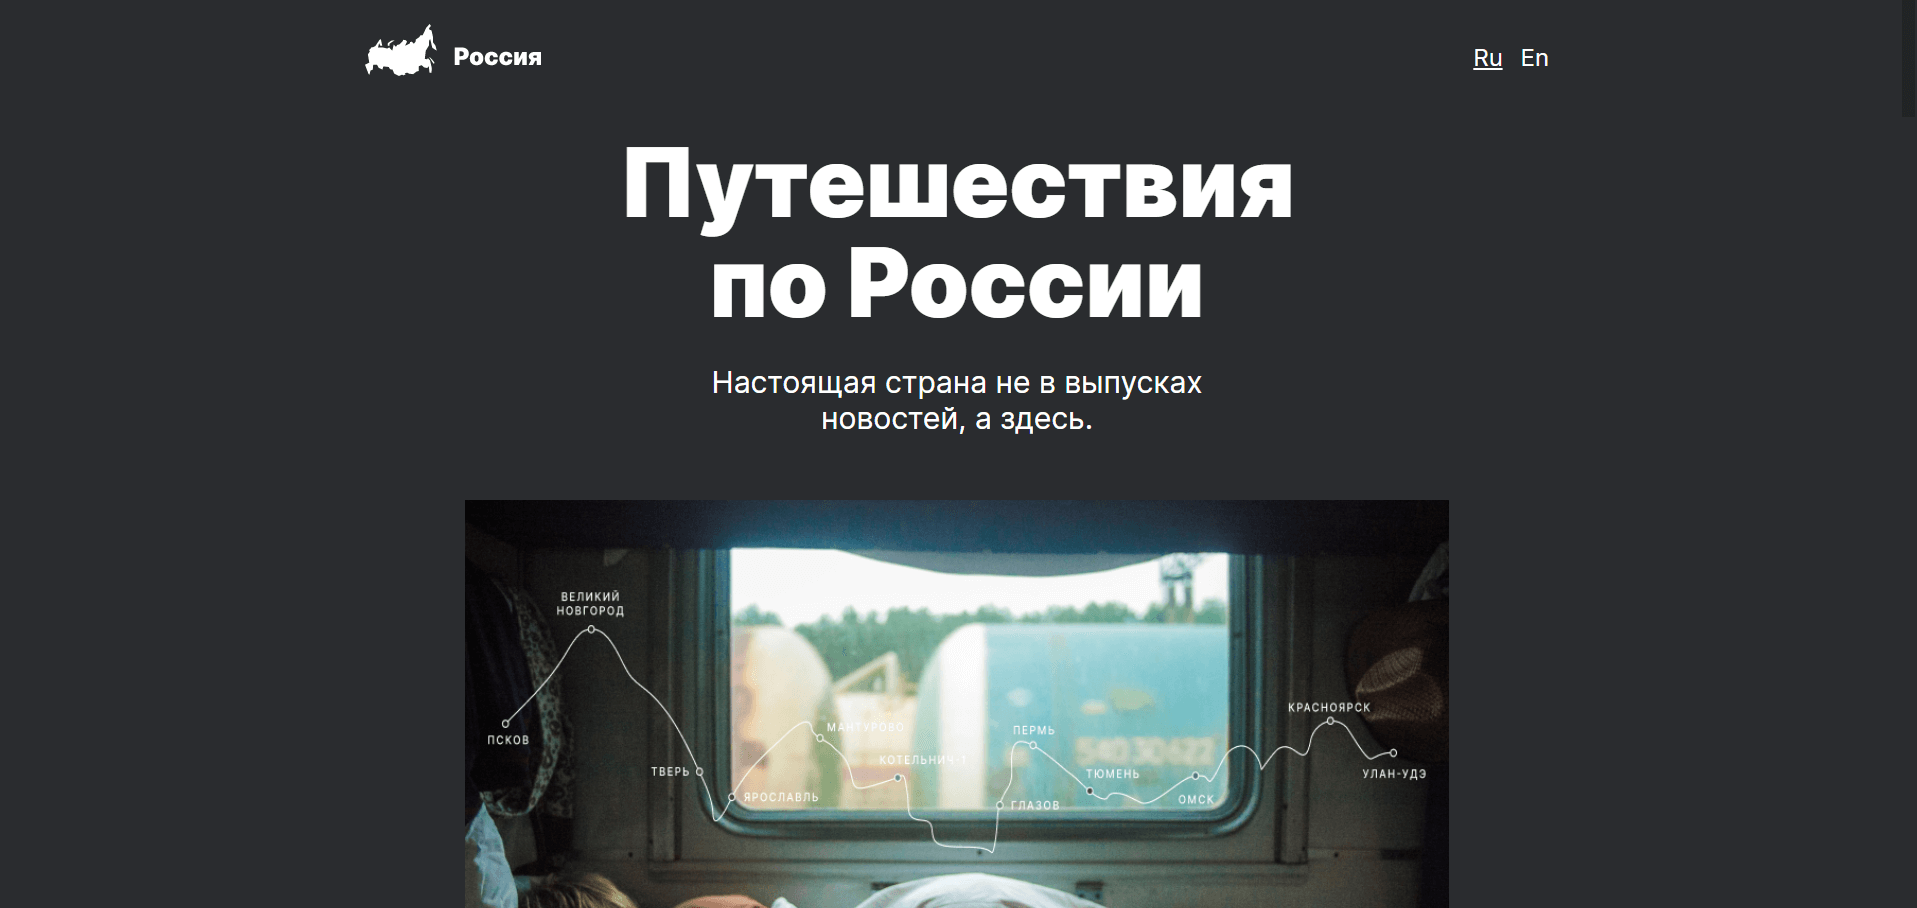 Россия
Ru En
Путешествия
по России
Настоящая страна не в выпусках
новостей, а здесь.
ВЕЛИКИЙ
НОВГОРОД
ПСКОВ
ТВЕРЬ
ЯРОСЛАВЛЬ
МАНТУРОВО
КОТЕЛЬНИЧ-1
ПЕРМЬ
ГЛАЗОВ
ТЮМЕНЬ
ОМСК
КРАСНОЯРСК
УЛАН-УДЭ